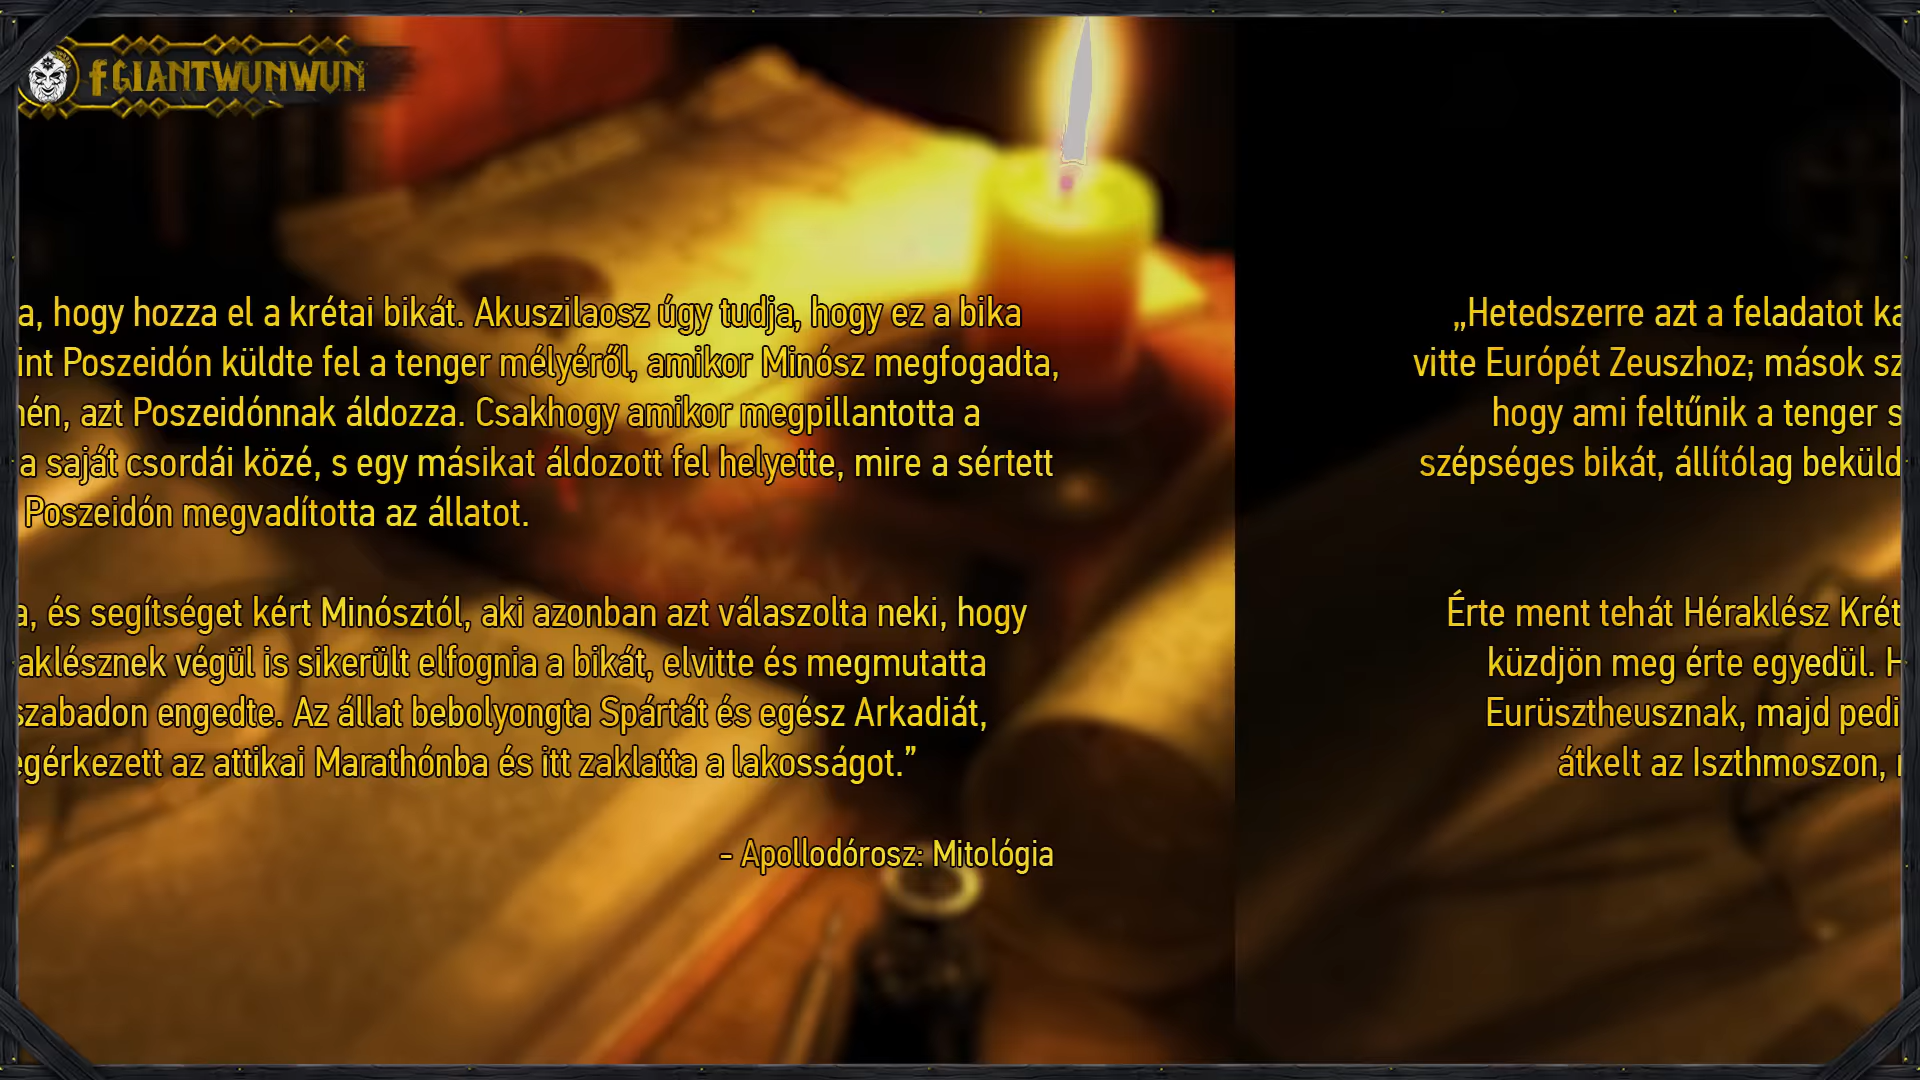 fGIANTWUNWUN
a, hogy hozza el a krétai bikát. Akuszilaosz úgy tudja, hogy ez a bika
int Poszeidón küldte fel a tenger mélyéről, amikor Minósz megfogadta,
én, azt Poszeidónnak áldozza. Csakhogy amikor megpillantotta a
a saját csordái közé, s egy másikat áldozott fel helyette, mire a sértett
Poszeidón megvadította az állatot.
a, és segítséget kért Minósztól, aki azonban azt válaszolta neki, hogy
aklésznek végül is sikerült elfognia a bikát, elvitte és megmutatta
szabadon engedte. Az állat bebolyongta Spártát és egész Arkadiát,
egérkezett az attikai Marathónba és itt zaklatta a lakosságot.”
- Apollodórosz: Mitológia
„Hetedszerre azt a feladatot ka
vitte Európét Zeuszhoz; mások sz
hogy ami feltűnik a tenger s
szépséges bikát, állítólag beküld
Érte ment tehát Héraklész Krét
küzdjön meg érte egyedül. H
Eurüsztheusznak, majd pedi
átkelt az Iszthmoszon,